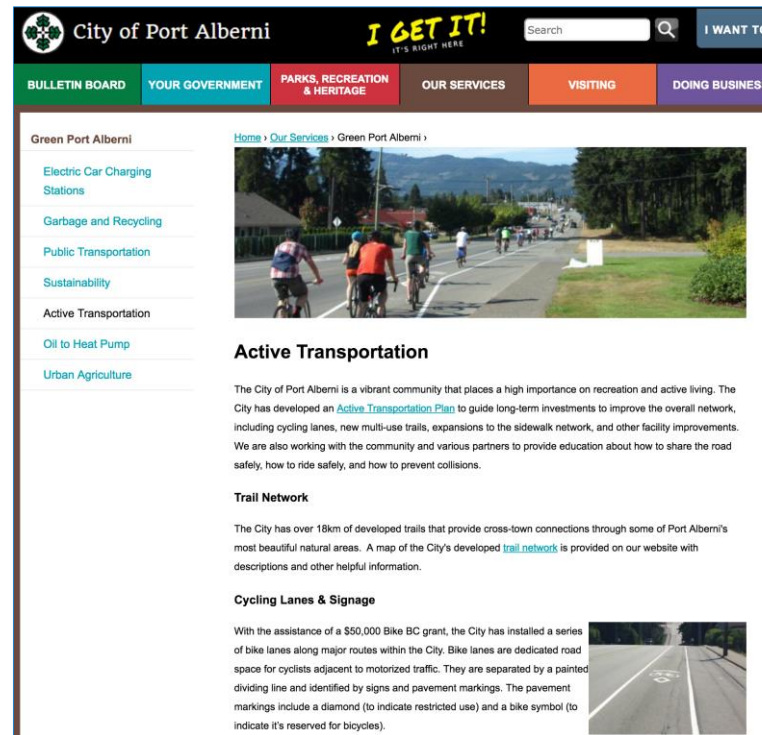 City of Port Alberni
I GET IT!
IT'S RIGHT HERE
Search
I WANT TO
BULLETIN BOARD
YOUR GOVERNMENT
PARKS, RECREATION
& HERITAGE
OUR SERVICES
VISITING
DOING BUSINES
Green Port Alberni
Electric Car Charging
Stations
Garbage and Recycling
Public Transportation
Sustainability
Active Transportation
Oil to Heat Pump
Urban Agriculture
Home › Our Services › Green Port Alberni ›
Active Transportation
The City of Port Alberni is a vibrant community that places a high importance on recreation and active living. The
City has developed an Active Transportation Plan to guide long-term investments to improve the overall network,
including cycling lanes, new multi-use trails, expansions to the sidewalk network, and other facility improvements.
We are also working with the community and various partners to provide education about how to share the road
safely, how to ride safely, and how to prevent collisions.
Trail Network
The City has over 18km of developed trails that provide cross-town connections through some of Port Alberni's
most beautiful natural areas. A map of the City's developed trail network is provided on our website with
descriptions and other helpful information.
Cycling Lanes & Signage
With the assistance of a $50,000 Bike BC grant, the City has installed a series
of bike lanes along major routes within the City. Bike lanes are dedicated road
space for cyclists adjacent to motorized traffic. They are separated by a painted
dividing line and identified by signs and pavement markings. The pavement
markings include a diamond (to indicate restricted use) and a bike symbol (to
indicate it's reserved for bicycles).